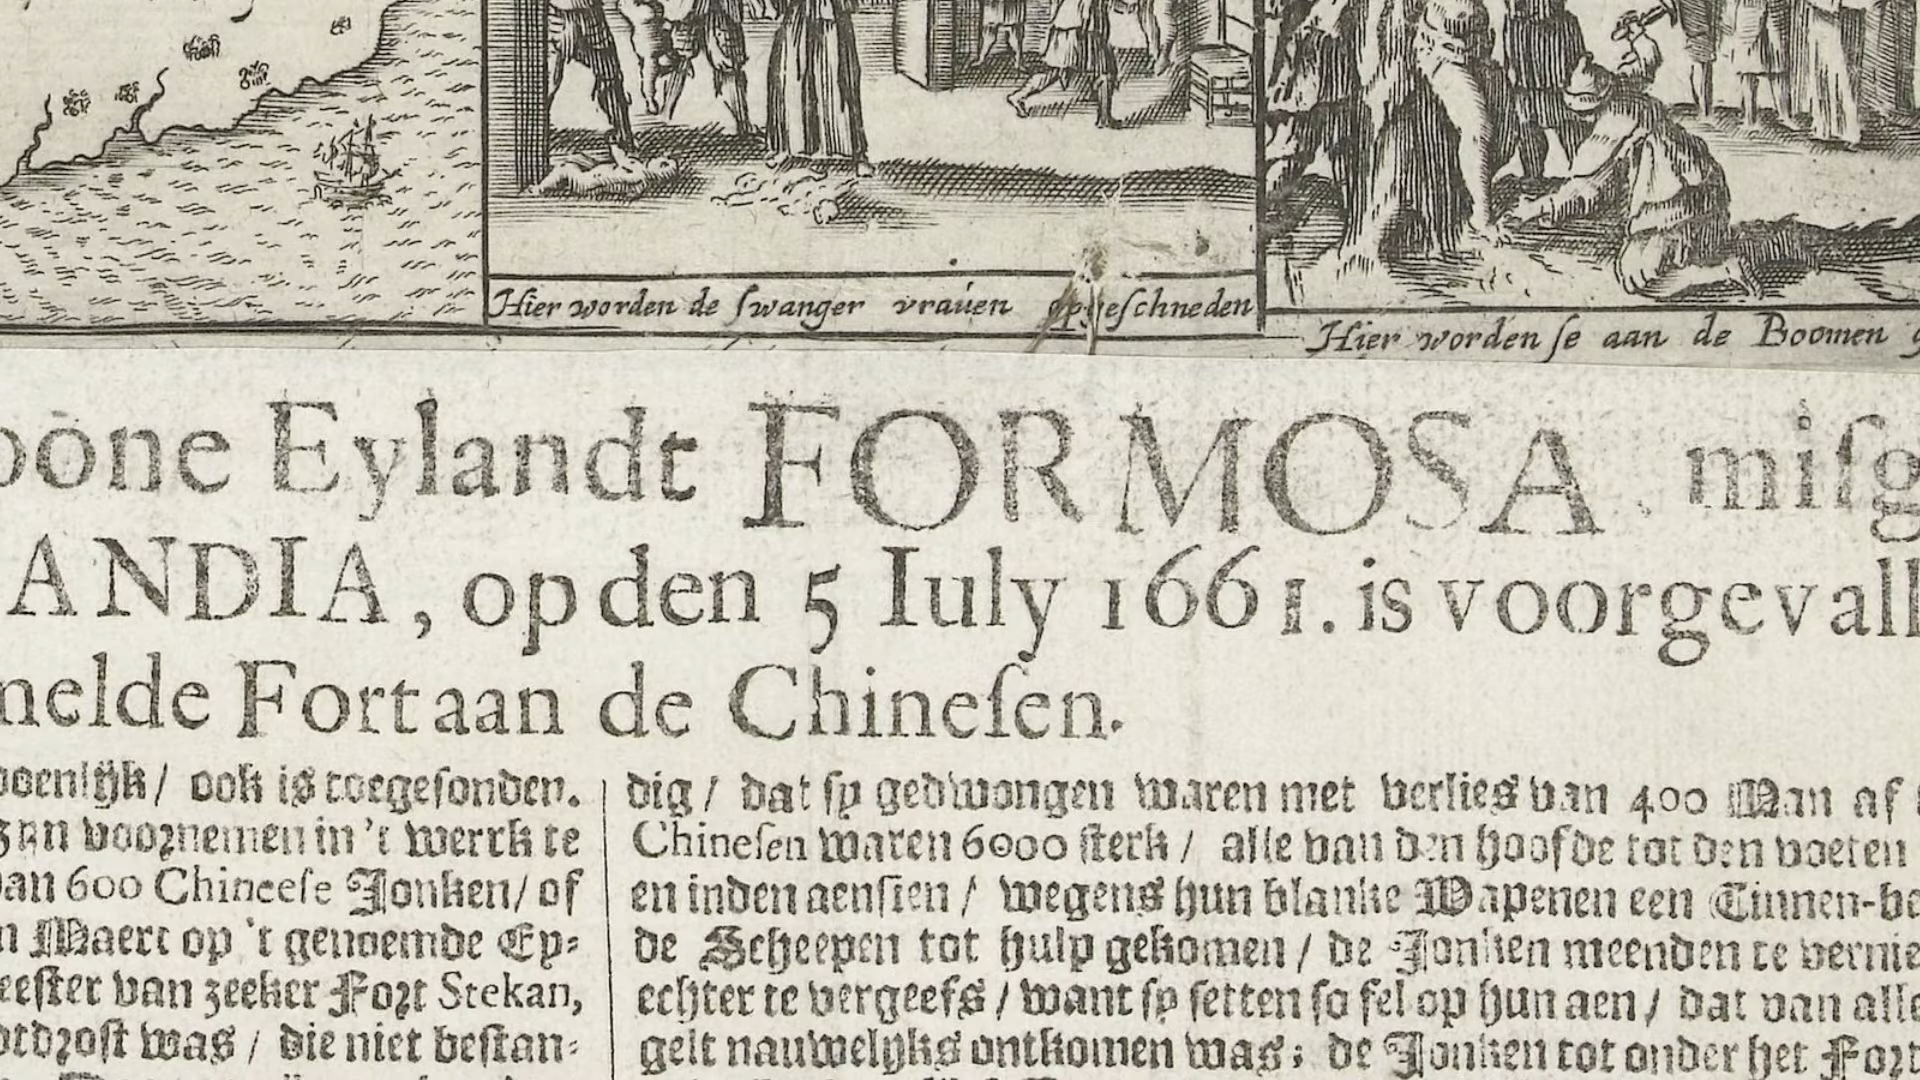 Hier worden de ſwanger vrauen opgeſchneden
Hier worden ſe aan de Boomen
oone Eylandt FORMOSA, miſg
ANDIA, op den 5 Iuly 1661. is voorgevall
melde Fort aan de Chineſen.
oenlijk / ook is toegeſonden.
zijn voornemen in 't werck te
van 600 Chineeſe Jonken / of
n Maert op 't genoemde Ey⸗
eeſter van zeeker Fort Stekan,
otdroſt was / die niet beſtan⸗
dig / dat ſy gedwongen waren met verlies van 400 Man af
Chineſen waren 6000 ſterk / alle van den hoofde tot den voeten
en inden aenſien / wegens hun blanke Wapenen een Tinnen-be
de Scheepen tot hulp gekomen / de Jonken meenden te vernie
echter te vergeefs / want ſy ſetten ſo fel op hun aen / dat van alle
gelt nauwelyks ontkomen was; de Jonken tot onder het Fort